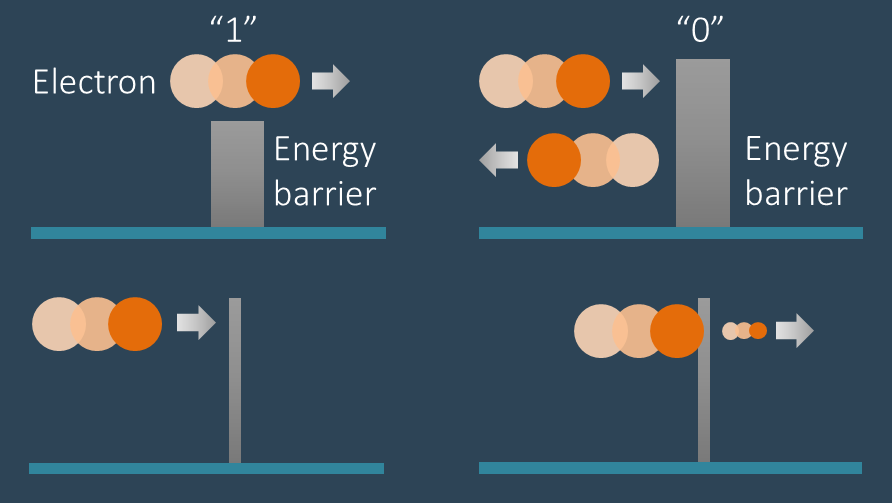 “1”
Electron
Energy
barrier
“0”
Energy
barrier